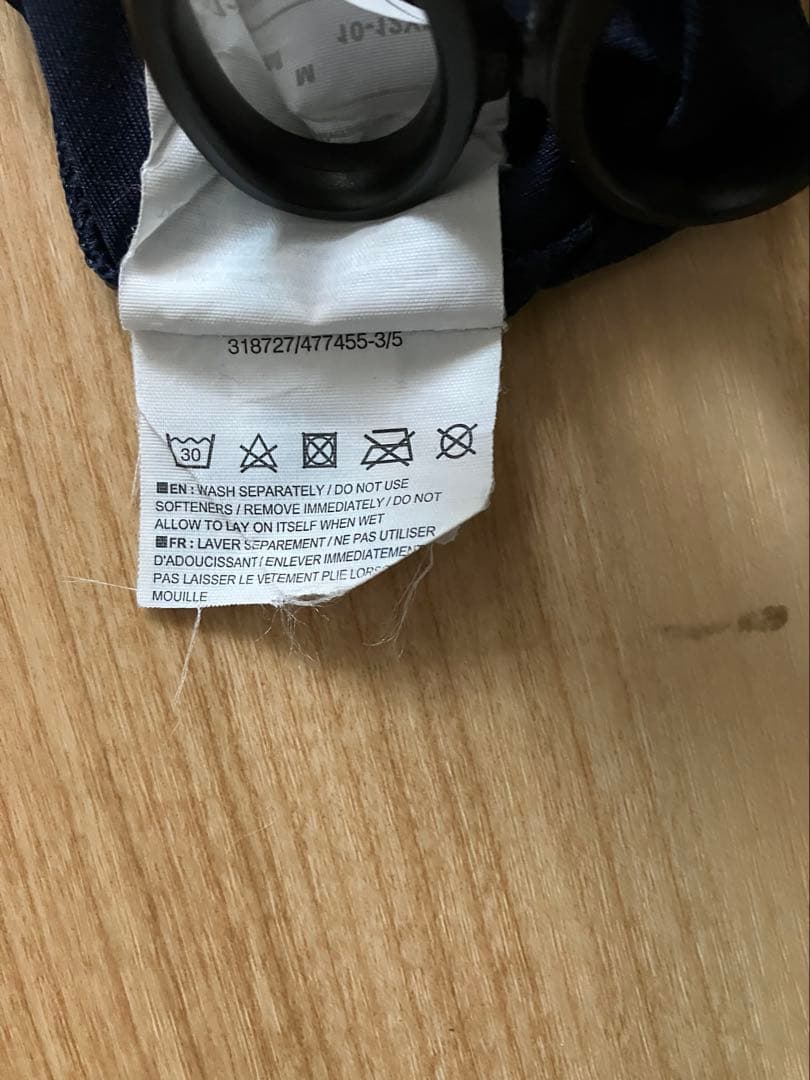 10-12X
M
318727/477455-3/5
30
EN : WASH SEPARATELY / DO NOT USE
SOFTENERS / REMOVE IMMEDIATELY / DO NOT
ALLOW TO LAY ON ITSELF WHEN WET
FR : LAVER SEPAREMENT / NE PAS UTILISER
D'ADOUCISSANT / ENLEVER IMMEDIATEMENT
PAS LAISSER LE VETEMENT PLIE
MOUILLE